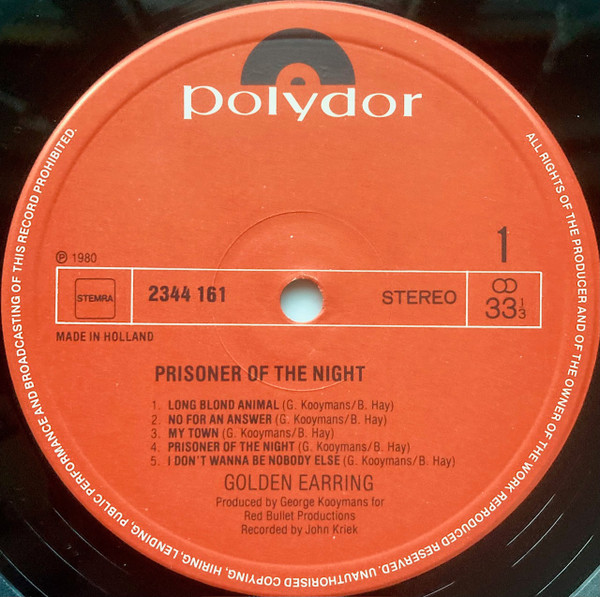 polydor
ALL RIGHTS OF THE PRODUCER AND OF THE OWNER OF THE WORK REPRODUCED RESERVED. UNAUTHORISED COPYING, HIRING, LENDING, PUBLIC PERFORMANCE AND BROADCASTING OF THIS RECORD PROHIBITED.
1
℗ 1980
STEMRA
2344 161
STEREO
33⅓
MADE IN HOLLAND
PRISONER OF THE NIGHT
1. LONG BLOND ANIMAL (G. Kooymans/B. Hay)
2. NO FOR AN ANSWER (G. Kooymans/B. Hay)
3. MY TOWN (G. Kooymans/B. Hay)
4. PRISONER OF THE NIGHT (G. Kooymans/B. Hay)
5. I DON'T WANNA BE NOBODY ELSE (G. Kooymans/B. Hay)
GOLDEN EARRING
Produced by George Kooymans for
Red Bullet Productions
Recorded by John Kriek